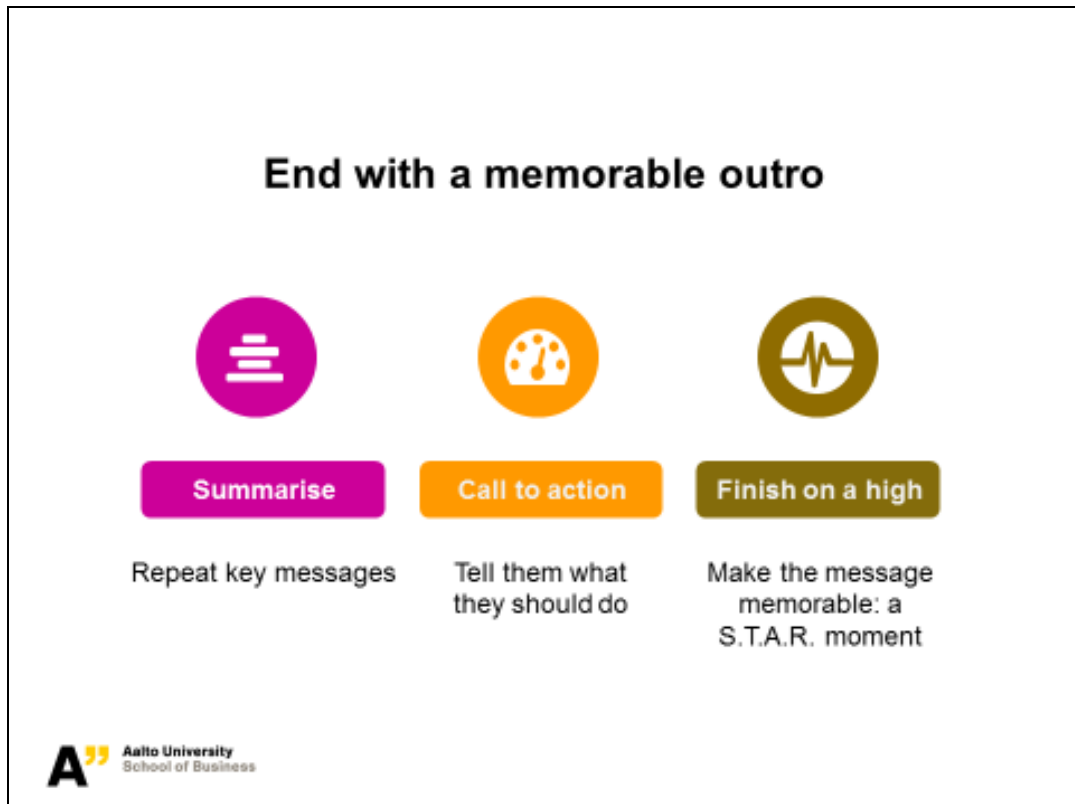 End with a memorable outro
Summarise
Call to action
Finish on a high
Repeat key messages
Tell them what
they should do
Make the message
memorable: a
S.T.A.R. moment
A”
Aalto University
School of Business